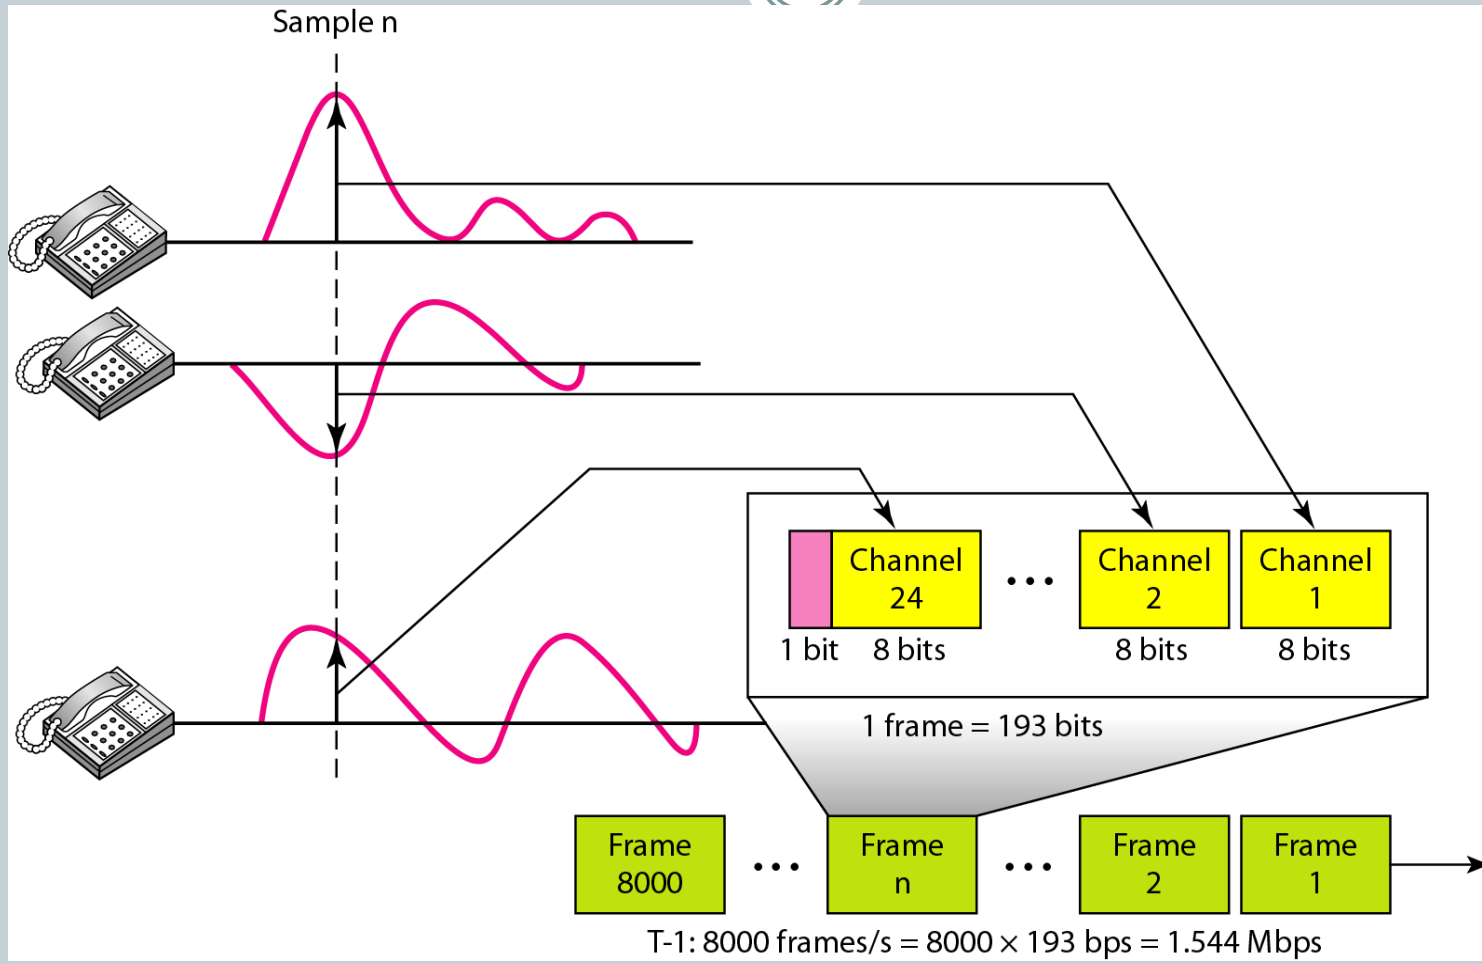 Sample n
Channel
24
...
Channel
2
Channel
1
1 bit
8 bits
8 bits
8 bits
1 frame = 193 bits
Frame
8000
...
Frame
n
...
Frame
2
Frame
1
T-1: 8000 frames/s = 8000 × 193 bps = 1.544 Mbps